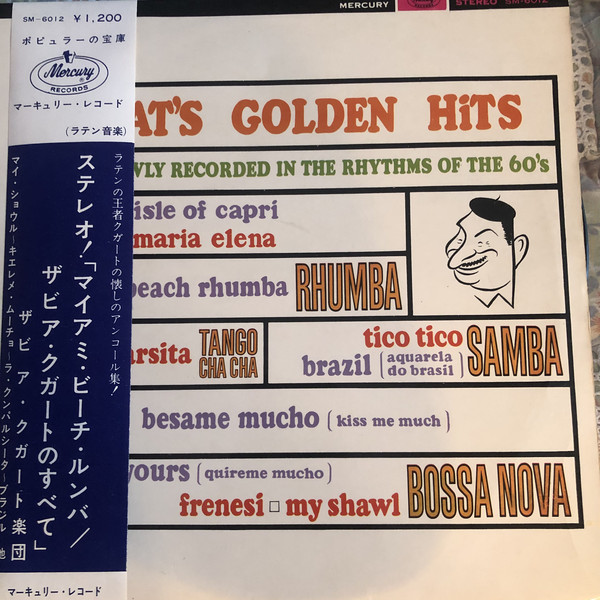 SM-6012 ¥1,200
ポピュラーの宝庫
Mercury
RECORDS
マーキュリー・レコード
(ラテン音楽)
ラテンの王者クガートの懐しのアンコール集!
ステレオ!「マイアミ・ビーチ・ルンバ/
ザビア・クガートのすべて」
ザビア・クガート楽団
マイ・ショウル~キエレメ・ムーチョ~ラ・クンパルシータ~ブラジル 他
マーキュリー・レコード
MERCURY
STEREO SM-6012
AT'S GOLDEN HiTS
WLY RECORDED IN THE RHYTHMS OF THE 60's
isle of capri
maria elena
beach rhumba RHUMBA
arsita TANGO
CHA CHA
tico tico
brazil (aquarela
do brasil) SAMBA
besame mucho (kiss me much)
yours (quireme mucho)
frenesi □ my shawl
BOSSA NOVA